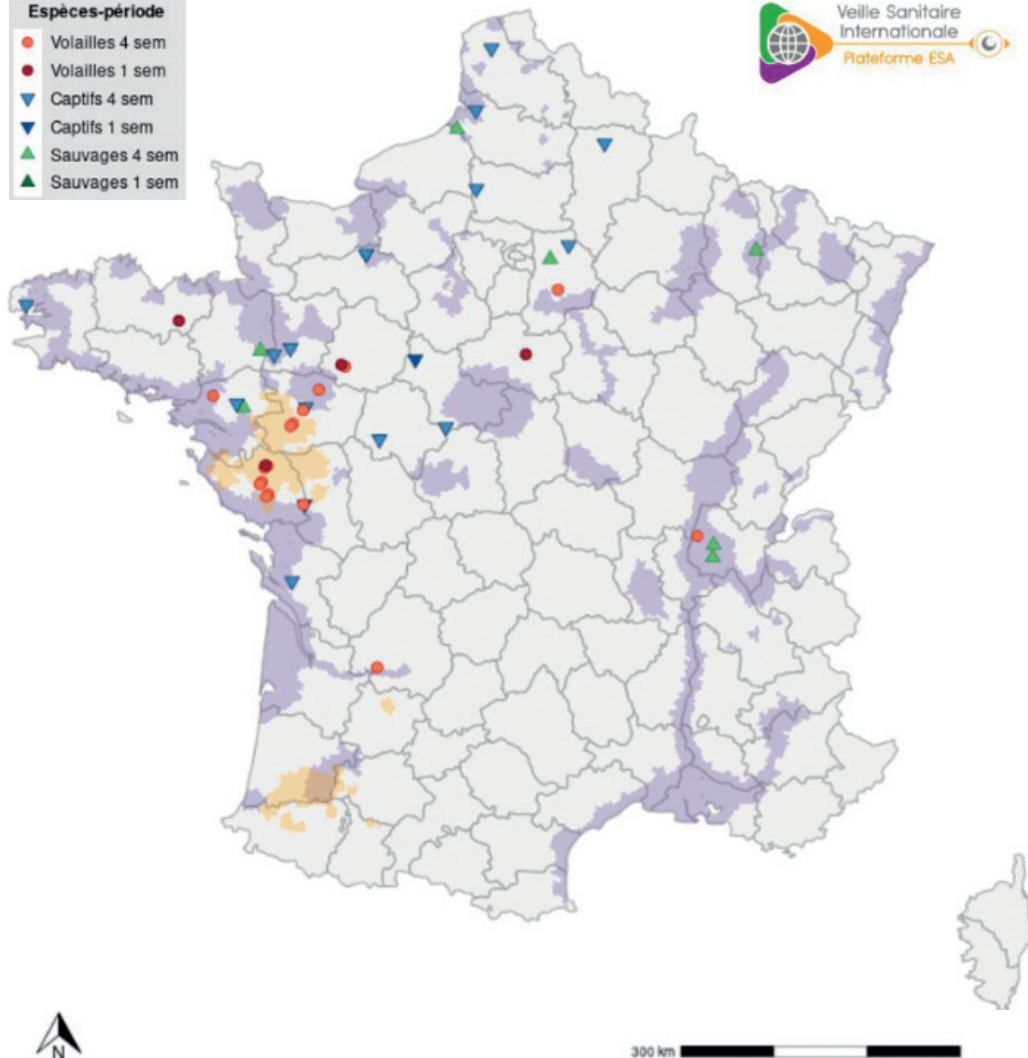 Espèces-période
Volailles 4 sem
Volailles 1 sem
Captifs 4 sem
Captifs 1 sem
Sauvages 4 sem
Sauvages 1 sem
Veille Sanitaire
Internationale
Plateforme ESA
N
300 km